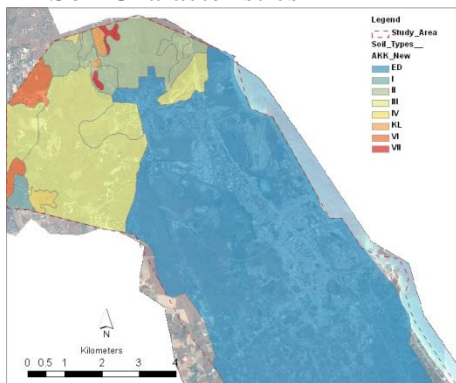 Legend
Study_Area
Soil_Types__
AKK_New
ED
I
II
III
IV
KL
VI
VII
N
Kilometers
0 0.5 1 2 3 4